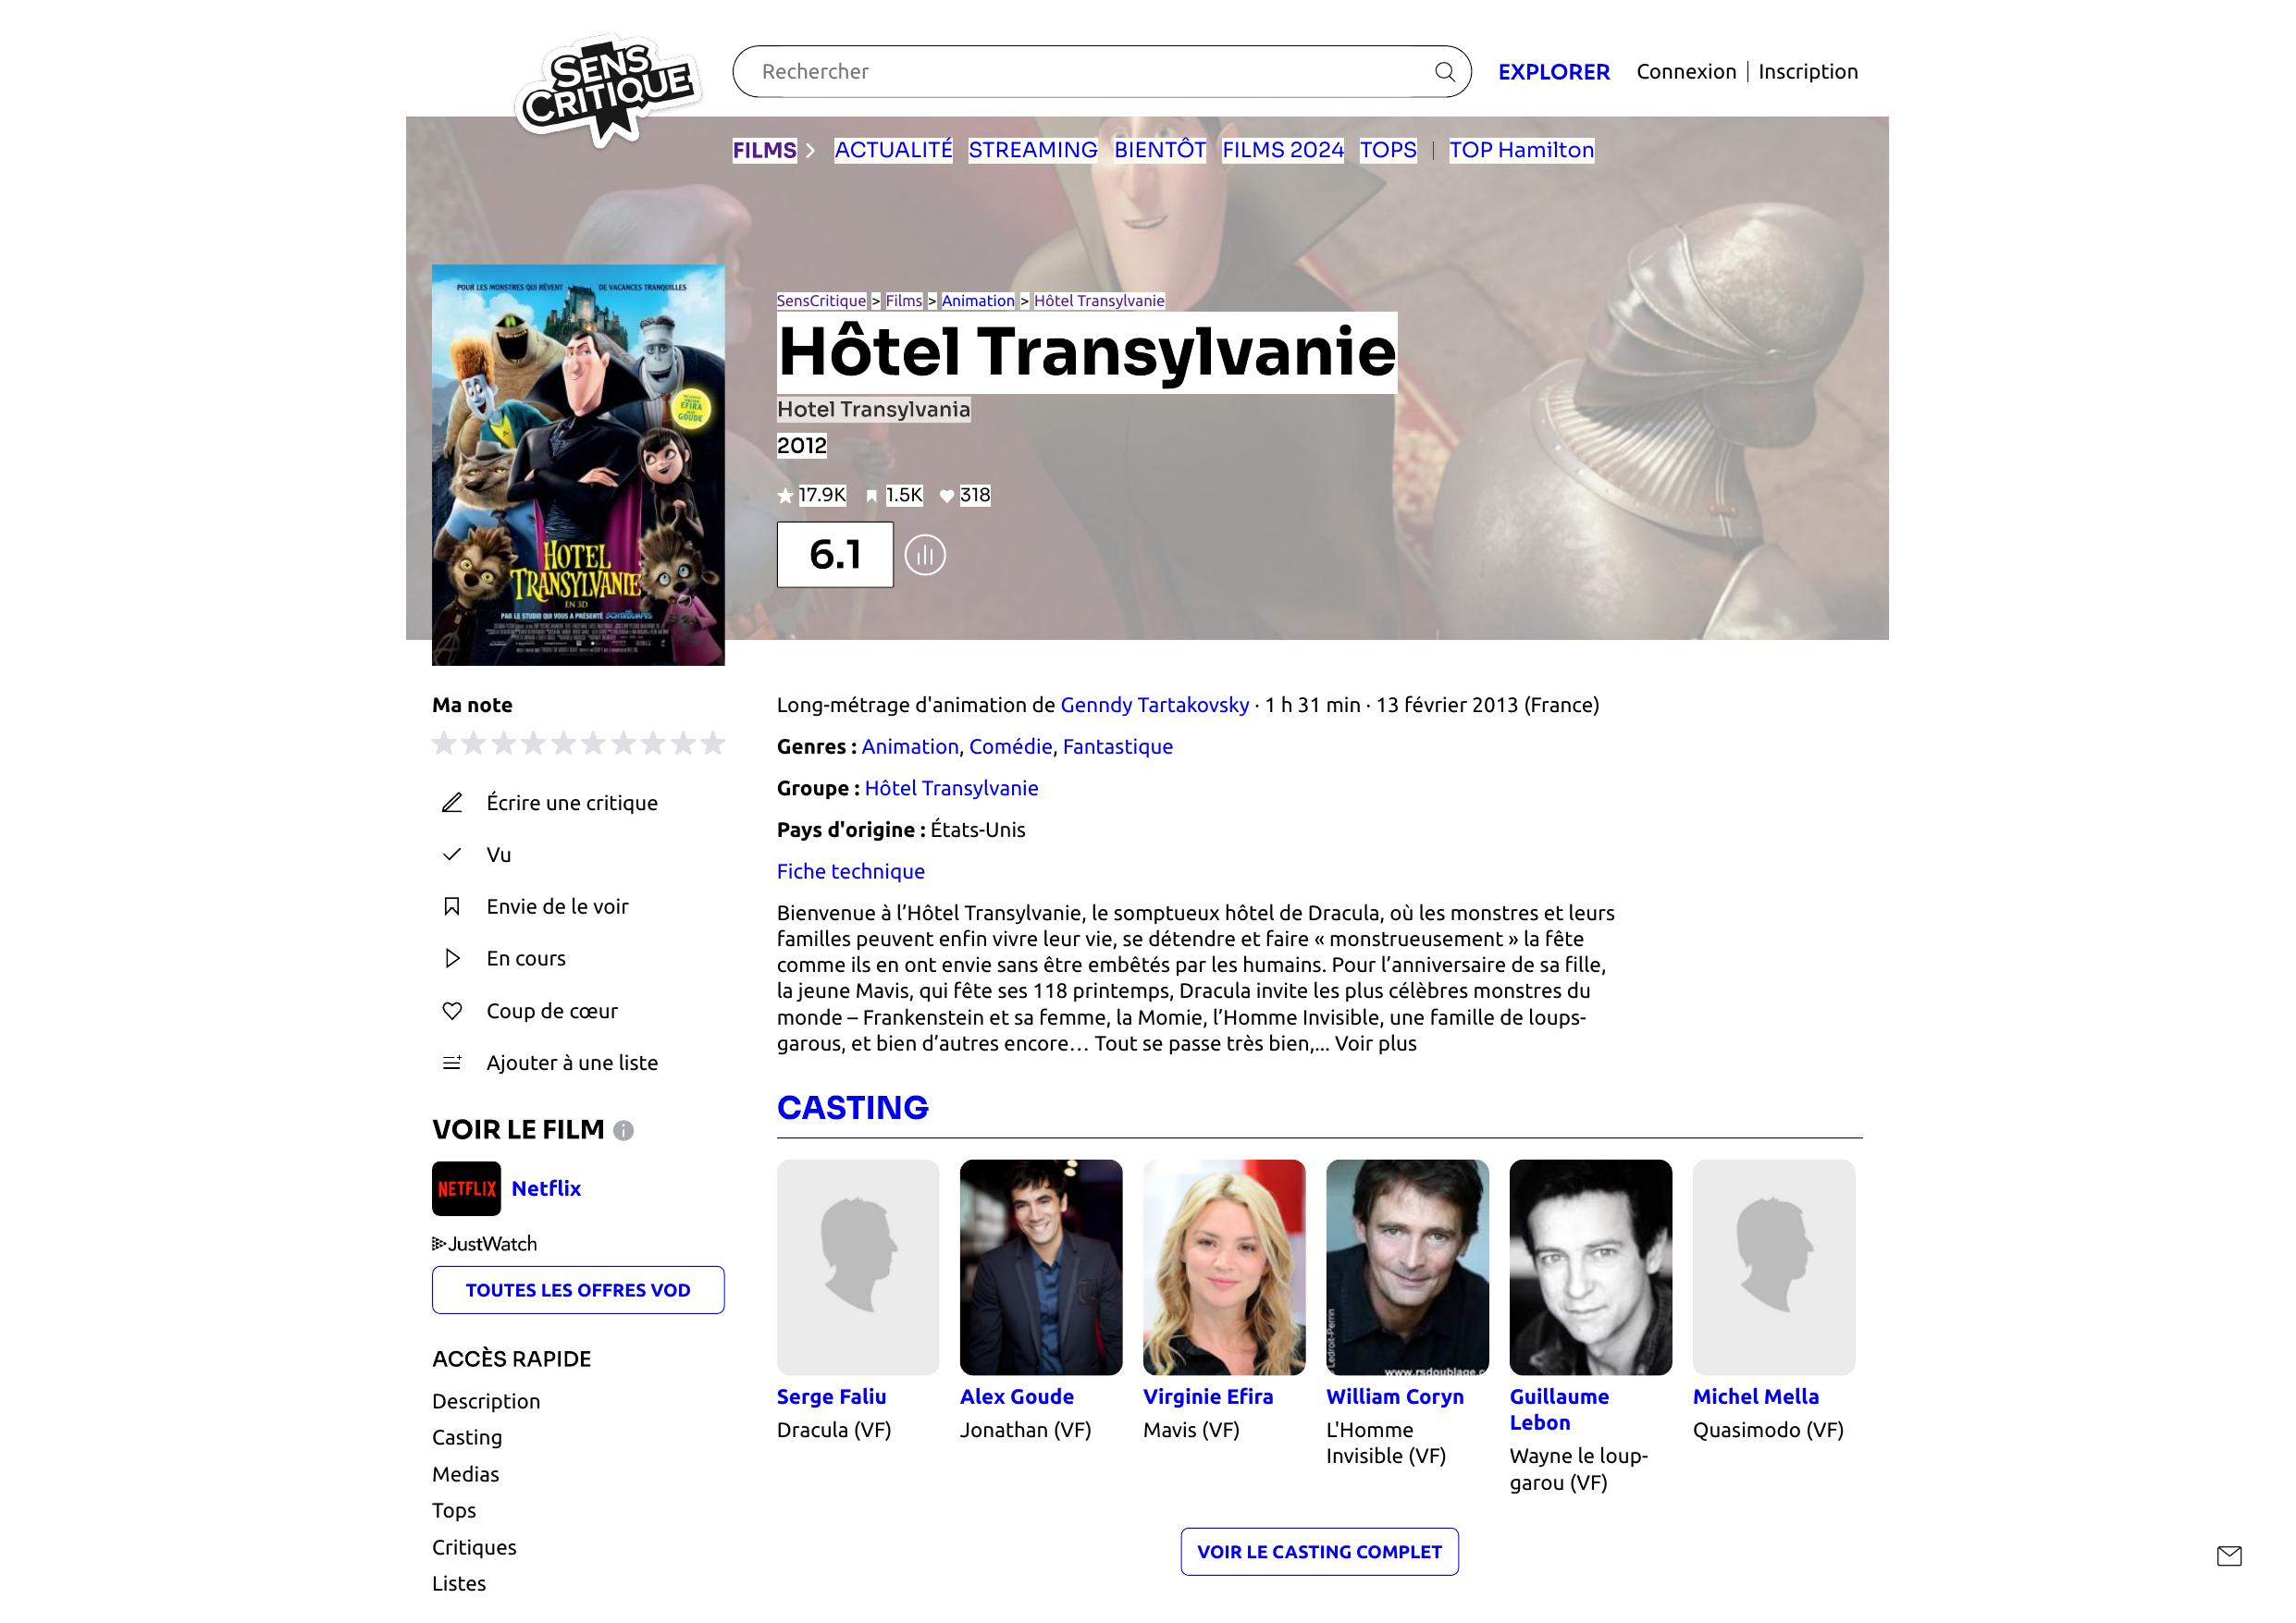 SENS
CRITIQUE
Rechercher
EXPLORER
Connexion | Inscription
FILMS
ACTUALITÉ
STREAMING
BIENTÔT
FILMS 2024
TOPS
|
TOP Hamilton
POUR LES MONSTRES QUI RÊVENT DE VACANCES TRANQUILLES
EFIRA
GOUDE
HOTEL
TRANSYLVANIE
EN 3D
PAR LE STUDIO QUI VOUS A PRÉSENTÉ
SensCritique > Films > Animation > Hôtel Transylvanie
Hôtel Transylvanie
Hotel Transylvania
2012
17.9K 1.5K 318
6.1
Ma note
Écrire une critique
Vu
Envie de le voir
En cours
Coup de cœur
Ajouter à une liste
VOIR LE FILM
NETFLIX Netflix
JustWatch
TOUTES LES OFFRES VOD
ACCÈS RAPIDE
Description
Casting
Medias
Tops
Critiques
Listes
Long-métrage d'animation de Genndy Tartakovsky · 1 h 31 min · 13 février 2013 (France)
Genres : Animation, Comédie, Fantastique
Groupe : Hôtel Transylvanie
Pays d'origine : États-Unis
Fiche technique
Bienvenue à l’Hôtel Transylvanie, le somptueux hôtel de Dracula, où les monstres et leurs
familles peuvent enfin vivre leur vie, se détendre et faire « monstrueusement » la fête
comme ils en ont envie sans être embêtés par les humains. Pour l’anniversaire de sa fille,
la jeune Mavis, qui fête ses 118 printemps, Dracula invite les plus célèbres monstres du
monde – Frankenstein et sa femme, la Momie, l’Homme Invisible, une famille de loups-
garous, et bien d’autres encore… Tout se passe très bien,... Voir plus
CASTING
Ledroit-Perrin
www.rsdoublage.c
Serge Faliu
Dracula (VF)
Alex Goude
Jonathan (VF)
Virginie Efira
Mavis (VF)
William Coryn
L'Homme
Invisible (VF)
Guillaume
Lebon
Wayne le loup-
garou (VF)
Michel Mella
Quasimodo (VF)
VOIR LE CASTING COMPLET